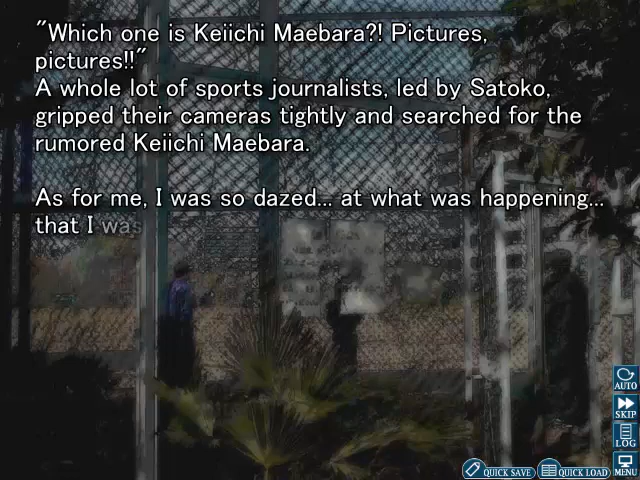 "Which one is Keiichi Maebara?! Pictures,
pictures!!"
A whole lot of sports journalists, led by Satoko,
gripped their cameras tightly and searched for the
rumored Keiichi Maebara.
As for me, I was so dazed... at what was happening...
that I was
AUTO
SKIP
LOG
MENU
QUICK SAVE
QUICK LOAD